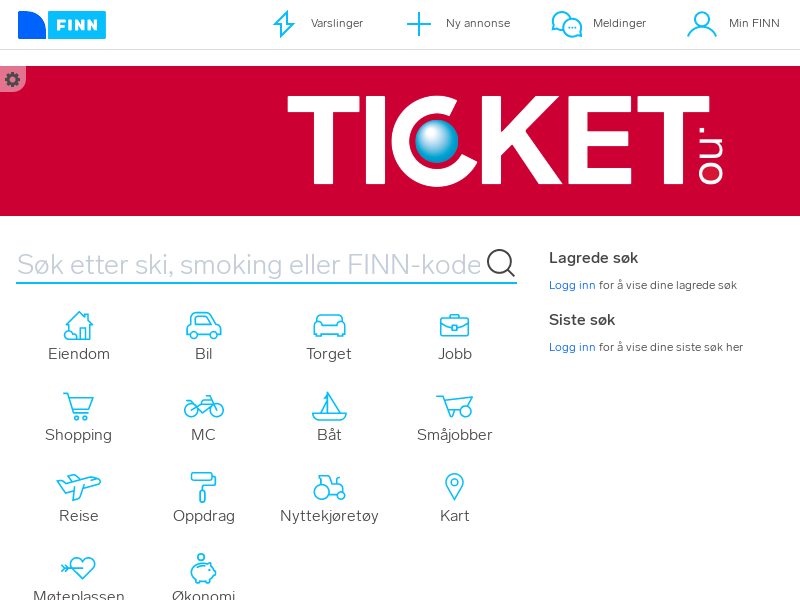 FINN
Varslinger
Ny annonse
Meldinger
Min FINN
TICKET
.no
Søk etter ski, smoking eller FINN-kode
Lagrede søk
Logg inn for å vise dine lagrede søk
Siste søk
Logg inn for å vise dine siste søk her
Eiendom
Bil
Torget
Jobb
Shopping
MC
Båt
Småjobber
Reise
Oppdrag
Nyttekjøretøy
Kart
Møteplassen
Økonomi